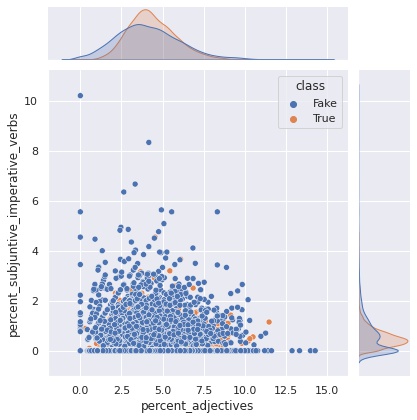 class
Fake
True
percent_subjuntive_imperative_verbs
10
8
6
4
2
0
0.0 2.5 5.0 7.5 10.0 12.5 15.0
percent_adjectives